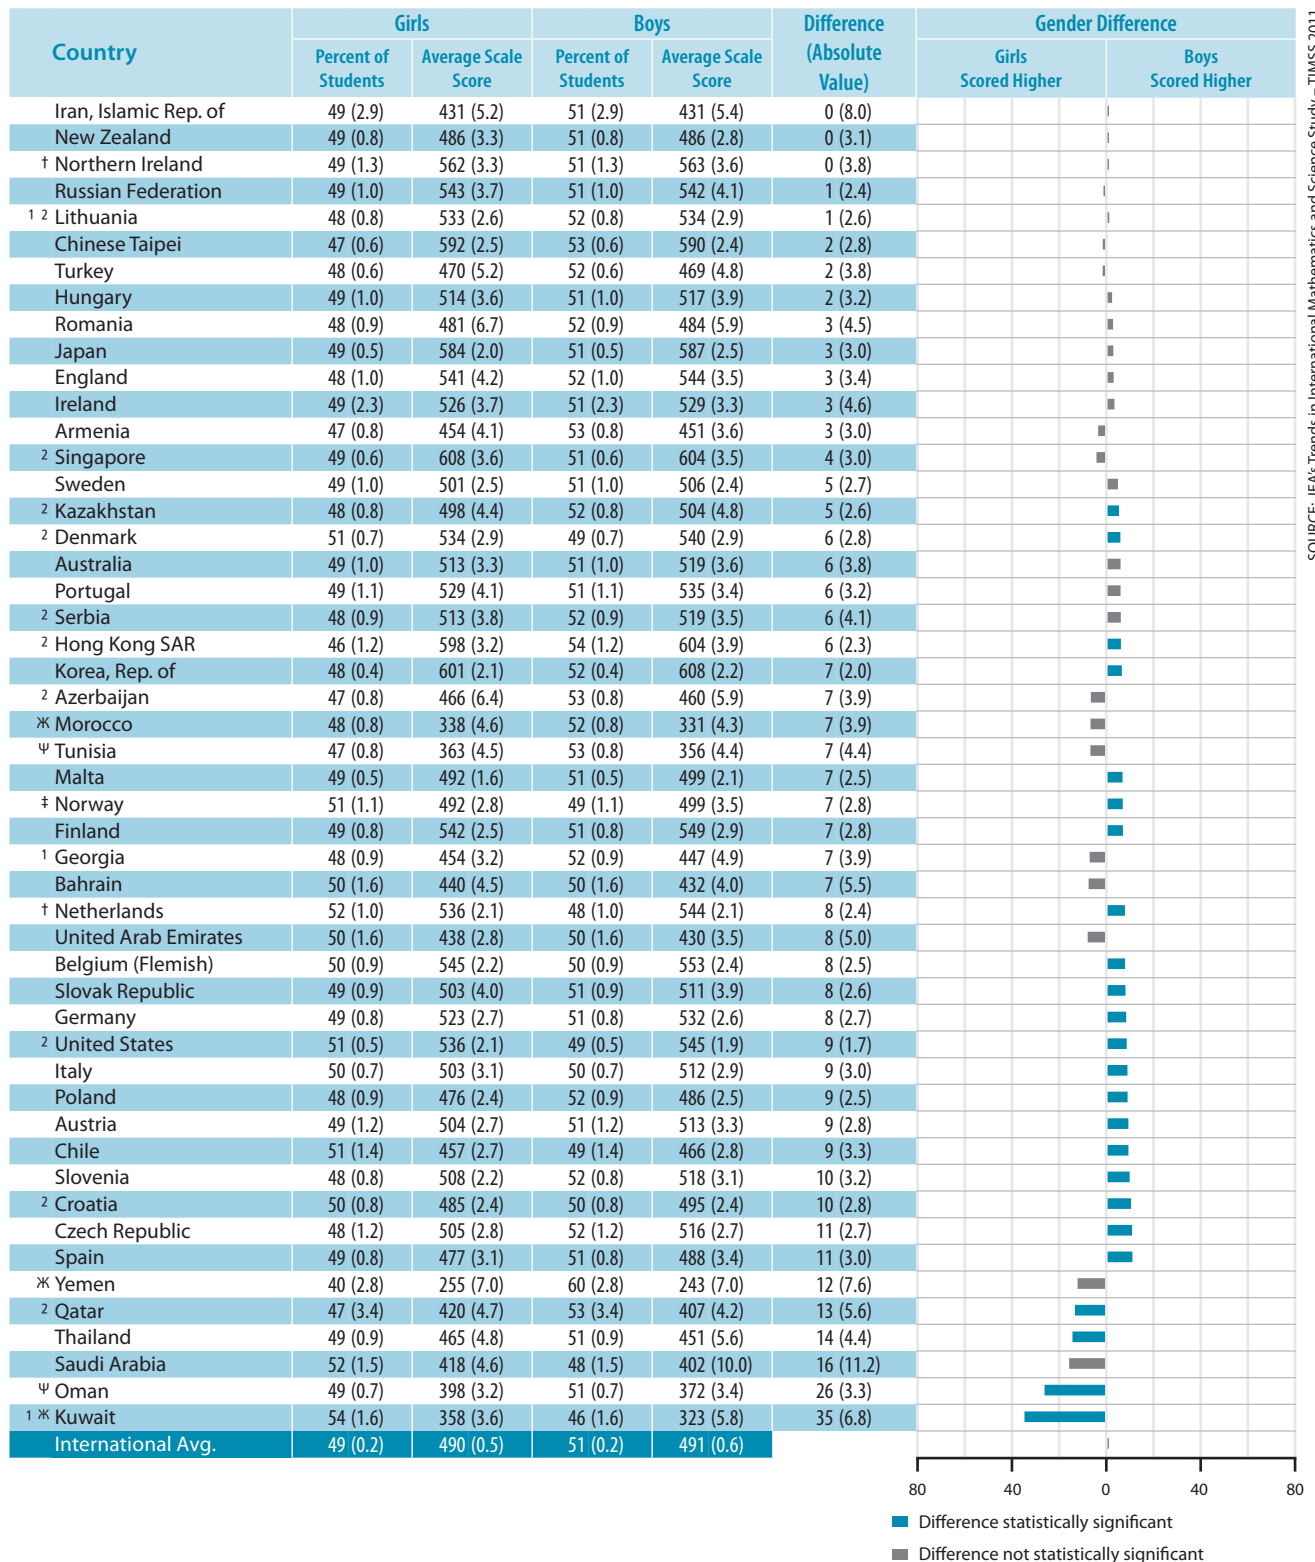 Country Girls Boys Difference (Absolute Value) Gender Difference
Percent of Students Average Scale Score Percent of Students Average Scale Score Girls Scored Higher Boys Scored Higher
Iran, Islamic Rep. of 49 (2.9) 431 (5.2) 51 (2.9) 431 (5.4) 0 (8.0)
New Zealand 49 (0.8) 486 (3.3) 51 (0.8) 486 (2.8) 0 (3.1)
† Northern Ireland 49 (1.3) 562 (3.3) 51 (1.3) 563 (3.6) 0 (3.8)
Russian Federation 49 (1.0) 543 (3.7) 51 (1.0) 542 (4.1) 1 (2.4)
1 2 Lithuania 48 (0.8) 533 (2.6) 52 (0.8) 534 (2.9) 1 (2.6)
Chinese Taipei 47 (0.6) 592 (2.5) 53 (0.6) 590 (2.4) 2 (2.8)
Turkey 48 (0.6) 470 (5.2) 52 (0.6) 469 (4.8) 2 (3.8)
Hungary 49 (1.0) 514 (3.6) 51 (1.0) 517 (3.9) 2 (3.2)
Romania 48 (0.9) 481 (6.7) 52 (0.9) 484 (5.9) 3 (4.5)
Japan 49 (0.5) 584 (2.0) 51 (0.5) 587 (2.5) 3 (3.0)
England 48 (1.0) 541 (4.2) 52 (1.0) 544 (3.5) 3 (3.4)
Ireland 49 (2.3) 526 (3.7) 51 (2.3) 529 (3.3) 3 (4.6)
Armenia 47 (0.8) 454 (4.1) 53 (0.8) 451 (3.6) 3 (3.0)
2 Singapore 49 (0.6) 608 (3.6) 51 (0.6) 604 (3.5) 4 (3.0)
Sweden 49 (1.0) 501 (2.5) 51 (1.0) 506 (2.4) 5 (2.7)
2 Kazakhstan 48 (0.8) 498 (4.4) 52 (0.8) 504 (4.8) 5 (2.6)
2 Denmark 51 (0.7) 534 (2.9) 49 (0.7) 540 (2.9) 6 (2.8)
Australia 49 (1.0) 513 (3.3) 51 (1.0) 519 (3.6) 6 (3.8)
Portugal 49 (1.1) 529 (4.1) 51 (1.1) 535 (3.4) 6 (3.2)
2 Serbia 48 (0.9) 513 (3.8) 52 (0.9) 519 (3.5) 6 (4.1)
2 Hong Kong SAR 46 (1.2) 598 (3.2) 54 (1.2) 604 (3.9) 6 (2.3)
Korea, Rep. of 48 (0.4) 601 (2.1) 52 (0.4) 608 (2.2) 7 (2.0)
2 Azerbaijan 47 (0.8) 466 (6.4) 53 (0.8) 460 (5.9) 7 (3.9)
Ж Morocco 48 (0.8) 338 (4.6) 52 (0.8) 331 (4.3) 7 (3.9)
Ψ Tunisia 47 (0.8) 363 (4.5) 53 (0.8) 356 (4.4) 7 (4.4)
Malta 49 (0.5) 492 (1.6) 51 (0.5) 499 (2.1) 7 (2.5)
‡ Norway 51 (1.1) 492 (2.8) 49 (1.1) 499 (3.5) 7 (2.8)
Finland 49 (0.8) 542 (2.5) 51 (0.8) 549 (2.9) 7 (2.8)
1 Georgia 48 (0.9) 454 (3.2) 52 (0.9) 447 (4.9) 7 (3.9)
Bahrain 50 (1.6) 440 (4.5) 50 (1.6) 432 (4.0) 7 (5.5)
† Netherlands 52 (1.0) 536 (2.1) 48 (1.0) 544 (2.1) 8 (2.4)
United Arab Emirates 50 (1.6) 438 (2.8) 50 (1.6) 430 (3.5) 8 (5.0)
Belgium (Flemish) 50 (0.9) 545 (2.2) 50 (0.9) 553 (2.4) 8 (2.5)
Slovak Republic 49 (0.9) 503 (4.0) 51 (0.9) 511 (3.9) 8 (2.6)
Germany 49 (0.8) 523 (2.7) 51 (0.8) 532 (2.6) 8 (2.7)
2 United States 51 (0.5) 536 (2.1) 49 (0.5) 545 (1.9) 9 (1.7)
Italy 50 (0.7) 503 (3.1) 50 (0.7) 512 (2.9) 9 (3.0)
Poland 48 (0.9) 476 (2.4) 52 (0.9) 486 (2.5) 9 (2.5)
Austria 49 (1.2) 504 (2.7) 51 (1.2) 513 (3.3) 9 (2.8)
Chile 51 (1.4) 457 (2.7) 49 (1.4) 466 (2.8) 9 (3.3)
Slovenia 48 (0.8) 508 (2.2) 52 (0.8) 518 (3.1) 10 (3.2)
2 Croatia 50 (0.8) 485 (2.4) 50 (0.8) 495 (2.4) 10 (2.8)
Czech Republic 48 (1.2) 505 (2.8) 52 (1.2) 516 (2.7) 11 (2.7)
Spain 49 (0.8) 477 (3.1) 51 (0.8) 488 (3.4) 11 (3.0)
Ж Yemen 40 (2.8) 255 (7.0) 60 (2.8) 243 (7.0) 12 (7.6)
2 Qatar 47 (3.4) 420 (4.7) 53 (3.4) 407 (4.2) 13 (5.6)
Thailand 49 (0.9) 465 (4.8) 51 (0.9) 451 (5.6) 14 (4.4)
Saudi Arabia 52 (1.5) 418 (4.6) 48 (1.5) 402 (10.0) 16 (11.2)
Ψ Oman 49 (0.7) 398 (3.2) 51 (0.7) 372 (3.4) 26 (3.3)
1 Ж Kuwait 54 (1.6) 358 (3.6) 46 (1.6) 323 (5.8) 35 (6.8)
International Avg. 49 (0.2) 490 (0.5) 51 (0.2) 491 (0.6)
80 40 0 40 80
Difference statistically significant
Difference not statistically significant
SOURCE: IEA's Trends in International Mathematics and Science Study – TIMSS 2011